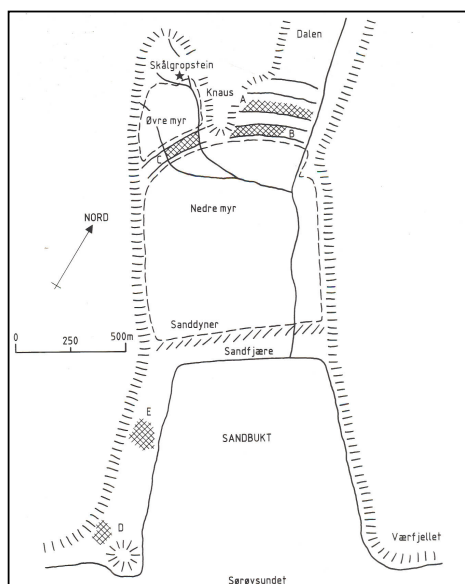 Dalen
Skålgropstein
Knaus
A
Øvre myr
B
C
Nedre myr
NORD
Sanddyner
0 250 500m
Sandfjære
E
SANDBUKT
D
Værfjellet
Sørøysundet